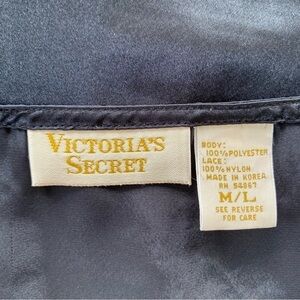 VICTORIA'S
SECRET
BODY:
100% POLYESTER
LACE:
100% NYLON
MADE IN KOREA
RN 54867
M/L
SEE REVERSE
FOR CARE